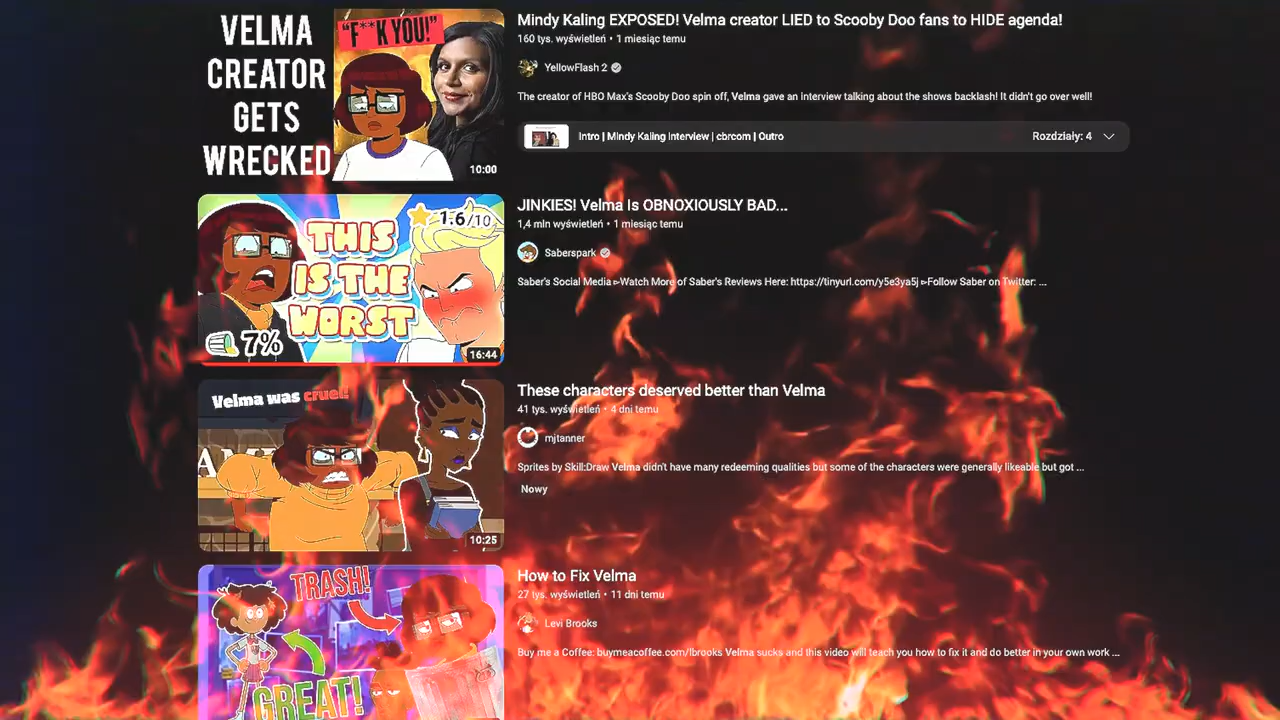 VELMA
CREATOR
GETS
WRECKED
"F**K YOU!"
10:00
Mindy Kaling EXPOSED! Velma creator LIED to Scooby Doo fans to HIDE agenda!
160 tys. wyświetleń • 1 miesiąc temu
YellowFlash 2
The creator of HBO Max's Scooby Doo spin off, Velma gave an interview talking about the shows backlash! It didn't go over well
Intro | Mindy Kaling Interview | cbrcom | Outro
Rozdziały: 4
1.6/10
THIS
IS THE
WORST
7%
16:44
JINKIES! Velma Is OBNOXIOUSLY BAD...
1,4 mln wyświetleń • 1 miesiąc temu
Saberspark
Saber's Social Media ▻Watch More of Saber's Reviews Here: https://tinyurl.com/y5e3ya5j ▻Follow Saber on Twitter: ...
Velma was cruel!
10:25
These characters deserved better than Velma
41 tys. wyświetleń • 4 dni temu
mjtanner
Sprites by Skill:Draw Velma didn't have many redeeming qualities but some of the characters were generally likeable but got ...
Nowy
TRASH!
GREAT!
How to Fix Velma
27 tys. wyświetleń • 11 dni temu
Levi Brooks
Buy me a Coffee: buymeacoffee.com/lbrooks Velma sucks and this video will teach you how to fix it and do better in your own work ...